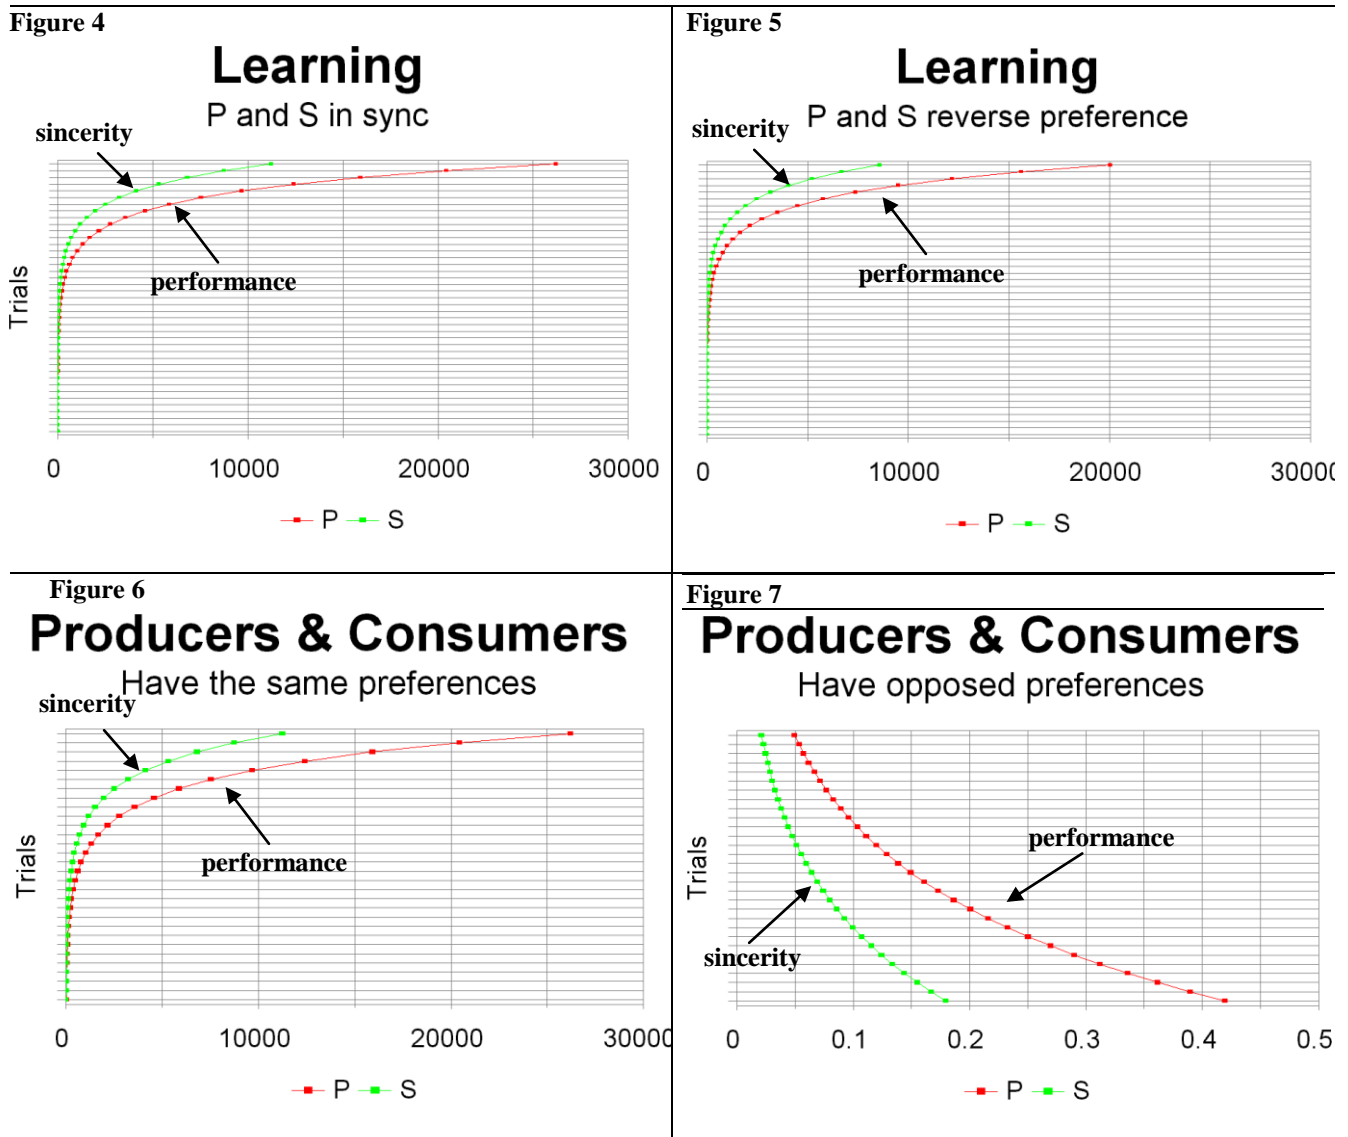 Figure 4
Learning
P and S in sync
sincerity
performance
Trials
0 10000 20000 30000
P S
Figure 5
Learning
P and S reverse preference
sincerity
performance
0 10000 20000 3000
P S
Figure 6
Producers & Consumers
Have the same preferences
sincerity
performance
Trials
0 10000 20000 30000
P S
Figure 7
Producers & Consumers
Have opposed preferences
performance
sincerity
Trials
0 0.1 0.2 0.3 0.4 0.5
P S